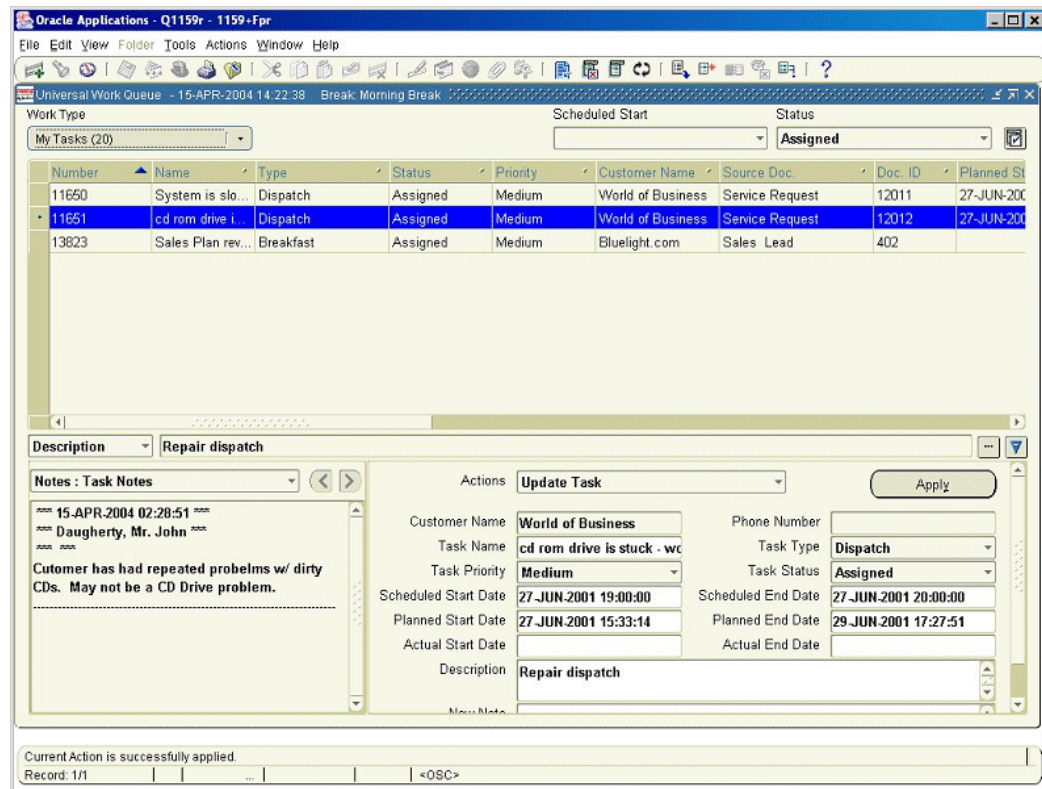 Oracle Applications - Q1159r - 1159+Fpr
File Edit View Folder Tools Actions Window Help
Universal Work Queue - 15-APR-2004 14:22:38 Break: Morning Break
Work Type Scheduled Start Status
My Tasks (20) Assigned
Number Name Type Status Priority Customer Name Source Doc. Doc. ID Planned St
11650 System is slo... Dispatch Assigned Medium World of Business Service Request 12011 27-JUN-200
11651 cd rom drive i... Dispatch Assigned Medium World of Business Service Request 12012 27-JUN-200
13823 Sales Plan rev... Breakfast Assigned Medium Bluelight.com Sales Lead 402
Description Repair dispatch ...
Notes : Task Notes
*** 15-APR-2004 02:28:51 ***
*** Daugherty, Mr. John ***
*** ***
Cutomer has had repeated probelms w/ dirty
CDs. May not be a CD Drive problem.
Actions Update Task Apply
Customer Name World of Business Phone Number
Task Name cd rom drive is stuck - wo Task Type Dispatch
Task Priority Medium Task Status Assigned
Scheduled Start Date 27-JUN-2001 19:00:00 Scheduled End Date 27-JUN-2001 20:00:00
Planned Start Date 27-JUN-2001 15:33:14 Planned End Date 29-JUN-2001 17:27:51
Actual Start Date Actual End Date
Description Repair dispatch
New Note
Current Action is successfully applied.
Record: 1/1 ... <OSC>